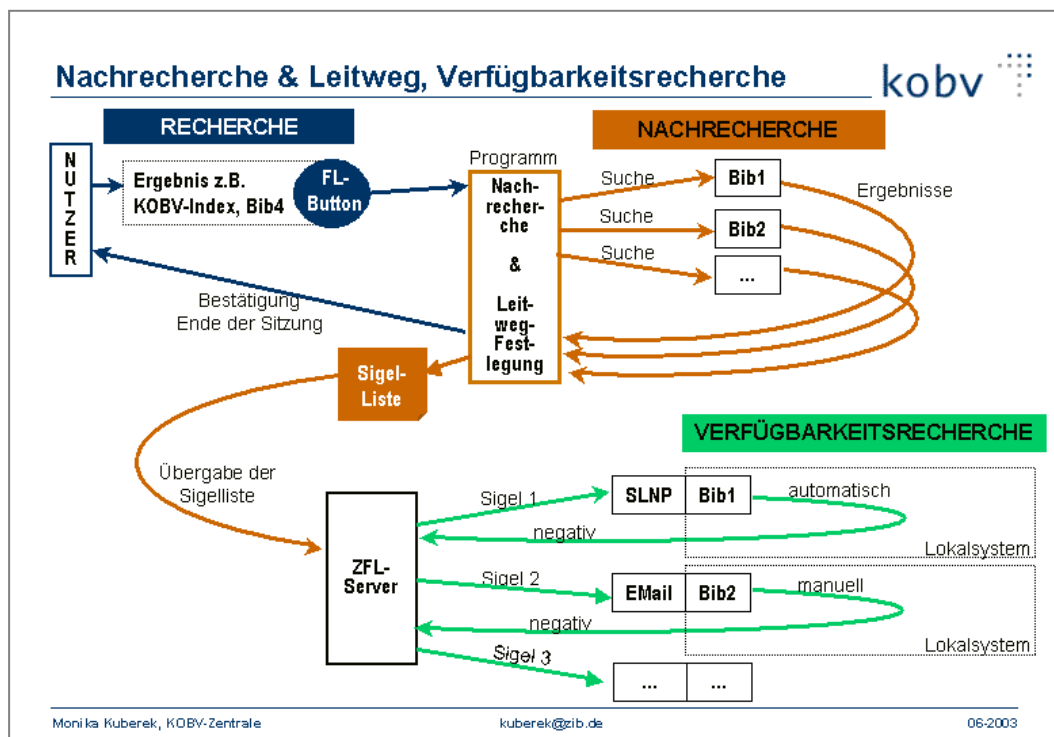 Nachrecherche & Leitweg, Verfügbarkeitsrecherche
kobv
RECHERCHE
NACHRECHERCHE
NUTZER
Ergebnis z.B.
KOBV-Index, Bib4
FL-
Button
Programm
Nach-
recher-
che
&
Leit-
weg-
Fest-
legung
Suche
Bib1
Suche
Bib2
Suche
...
Ergebnisse
Bestätigung
Ende der Sitzung
Sigel-
Liste
Übergabe der
Sigelliste
VERFÜGBARKEITSRECHERCHE
ZFL-
Server
Sigel 1
SLNP
Bib1
automatisch
negativ
Lokalsystem
Sigel 2
EMail
Bib2
manuell
negativ
Lokalsystem
Sigel 3
...
...
Monika Kuberek, KOBV-Zentrale
kuberek@zib.de
06-2003